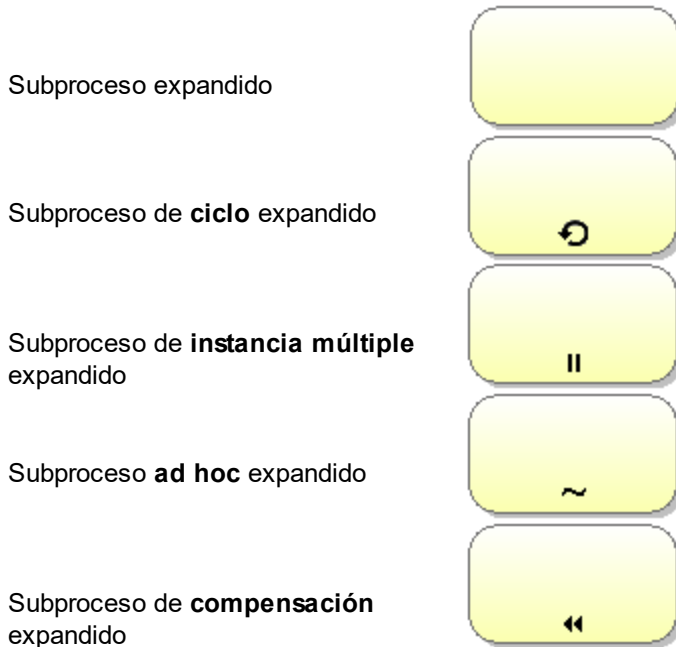 Subproceso expandido
Subproceso de ciclo expandido
Subproceso de instancia múltiple
expandido
Subproceso ad hoc expandido
Subproceso de compensación
expandido